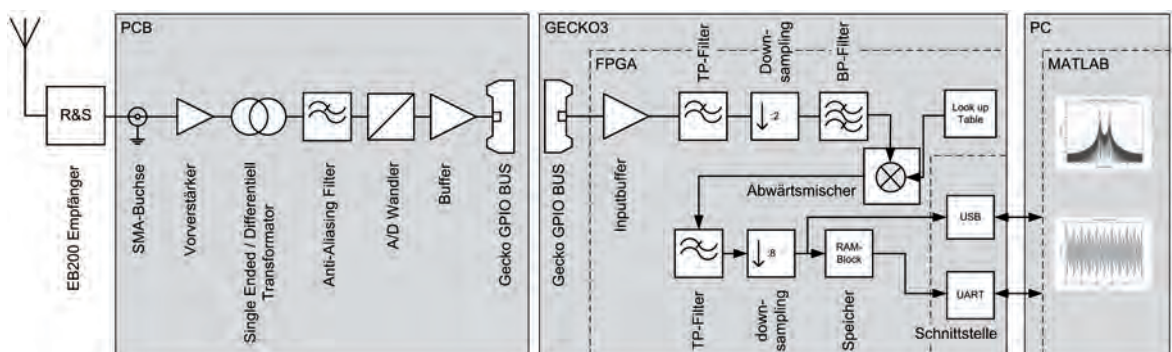 PCB
GECKO3
PC
FPGA
MATLAB
R&S
EB200 Empfänger
SMA-Buchse
Vorverstärker
Single Ended / Differentiell
Transformator
Anti-Aliasing Filter
A/D Wandler
Buffer
Gecko GPIO BUS
Gecko GPIO BUS
Inputbuffer
TP-Filter
Down-
sampling
:2
BP-Filter
Look up
Table
Abwärtsmischer
TP-Filter
:8
down-
sampling
RAM-
Block
Speicher
USB
UART
Schnittstelle